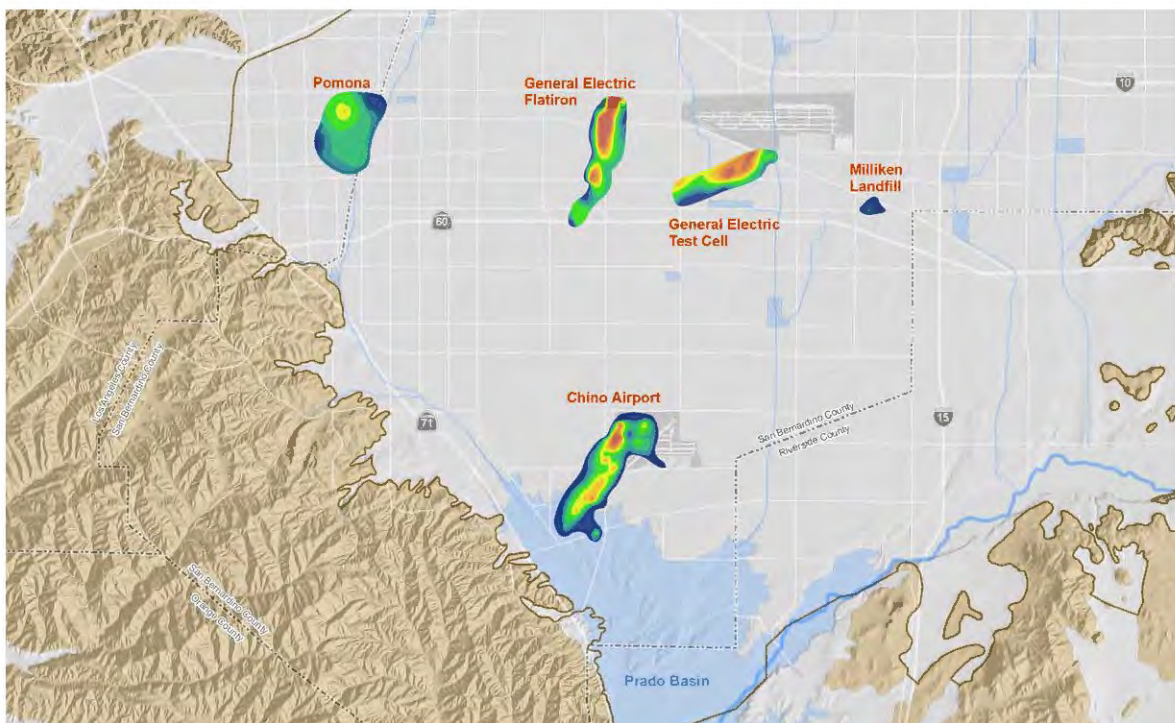 10
Pomona
General Electric
Flatiron
Milliken
Landfill
60
General Electric
Test Cell
Los Angeles County
San Bernardino County
Chino Airport
71
15
San Bernardino County
Riverside County
San Bernardino County
Orange County
Prado Basin